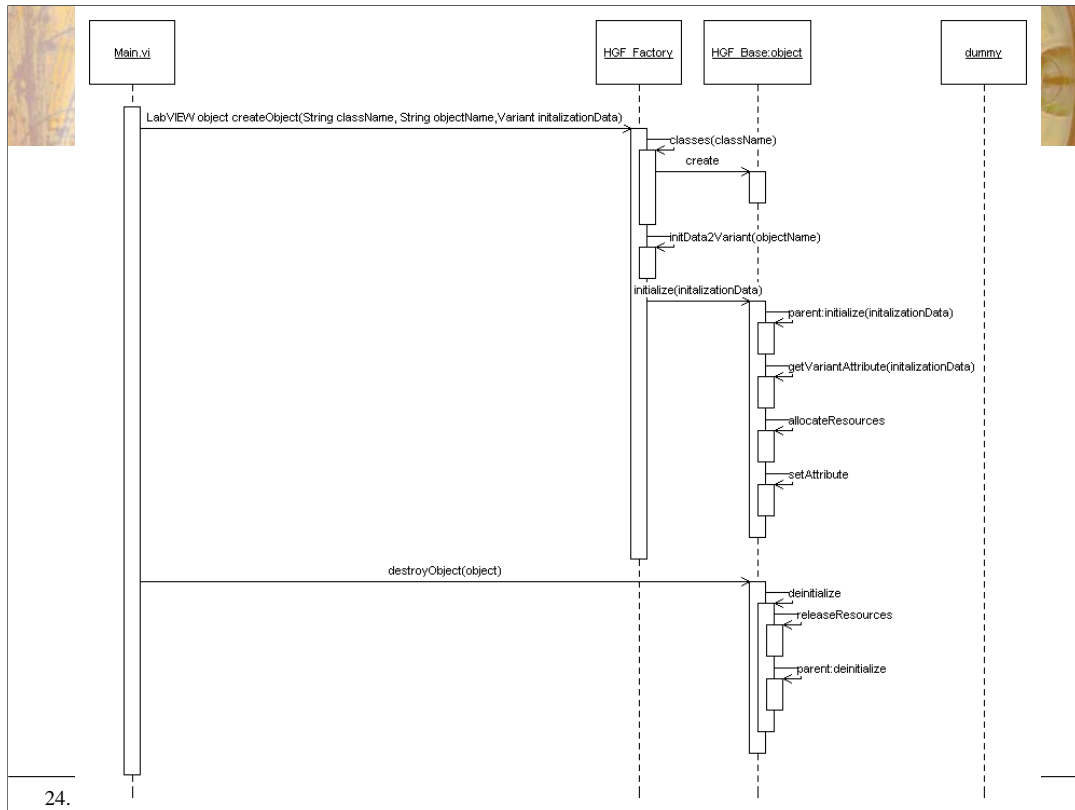 Main.vi
HGF_Factory
HGF_Base:object
dummy
LabVIEW object createObject(String className, String objectName,Variant initalizationData)
classes(className)
create
initData2Variant(objectName)
initialize(initalizationData)
parent:initialize(initalizationData)
getVariantAttribute(initalizationData)
allocateResources
setAttribute
destroyObject(object)
deinitialize
releaseResources
parent:deinitialize
24.